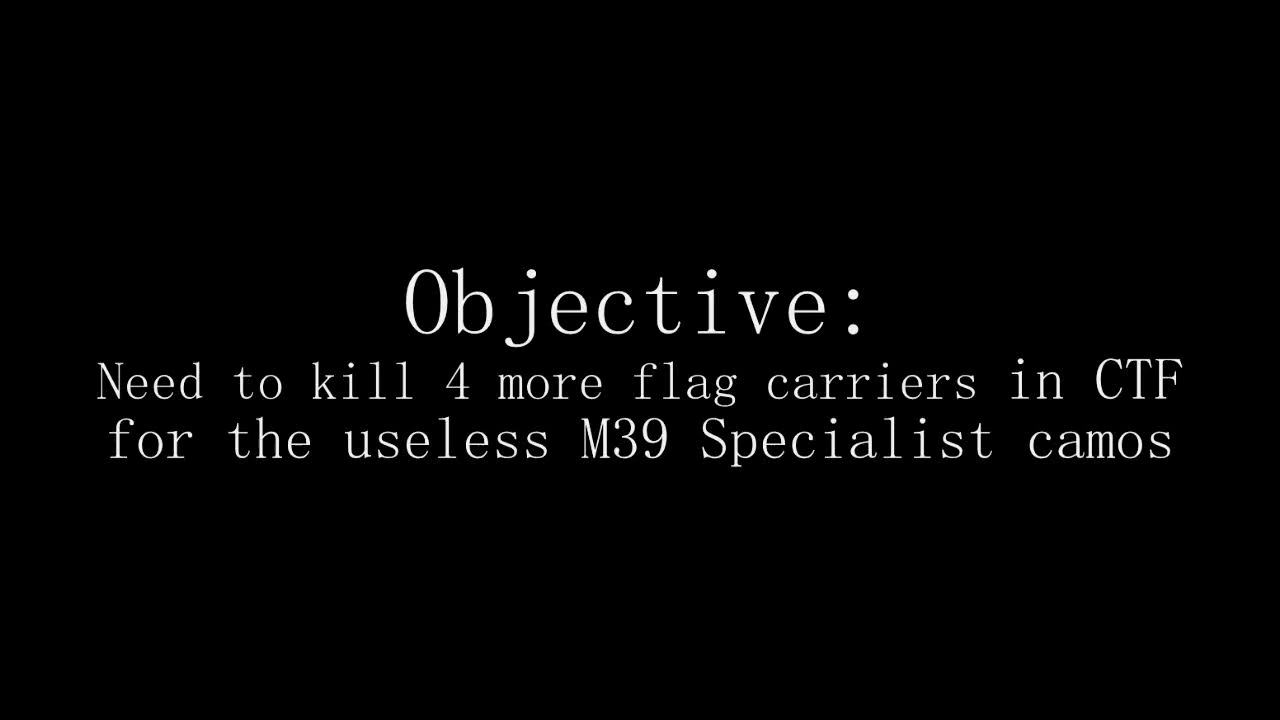 Objective:
Need to kill 4 more flag carriers in CTF
for the useless M39 Specialist camos